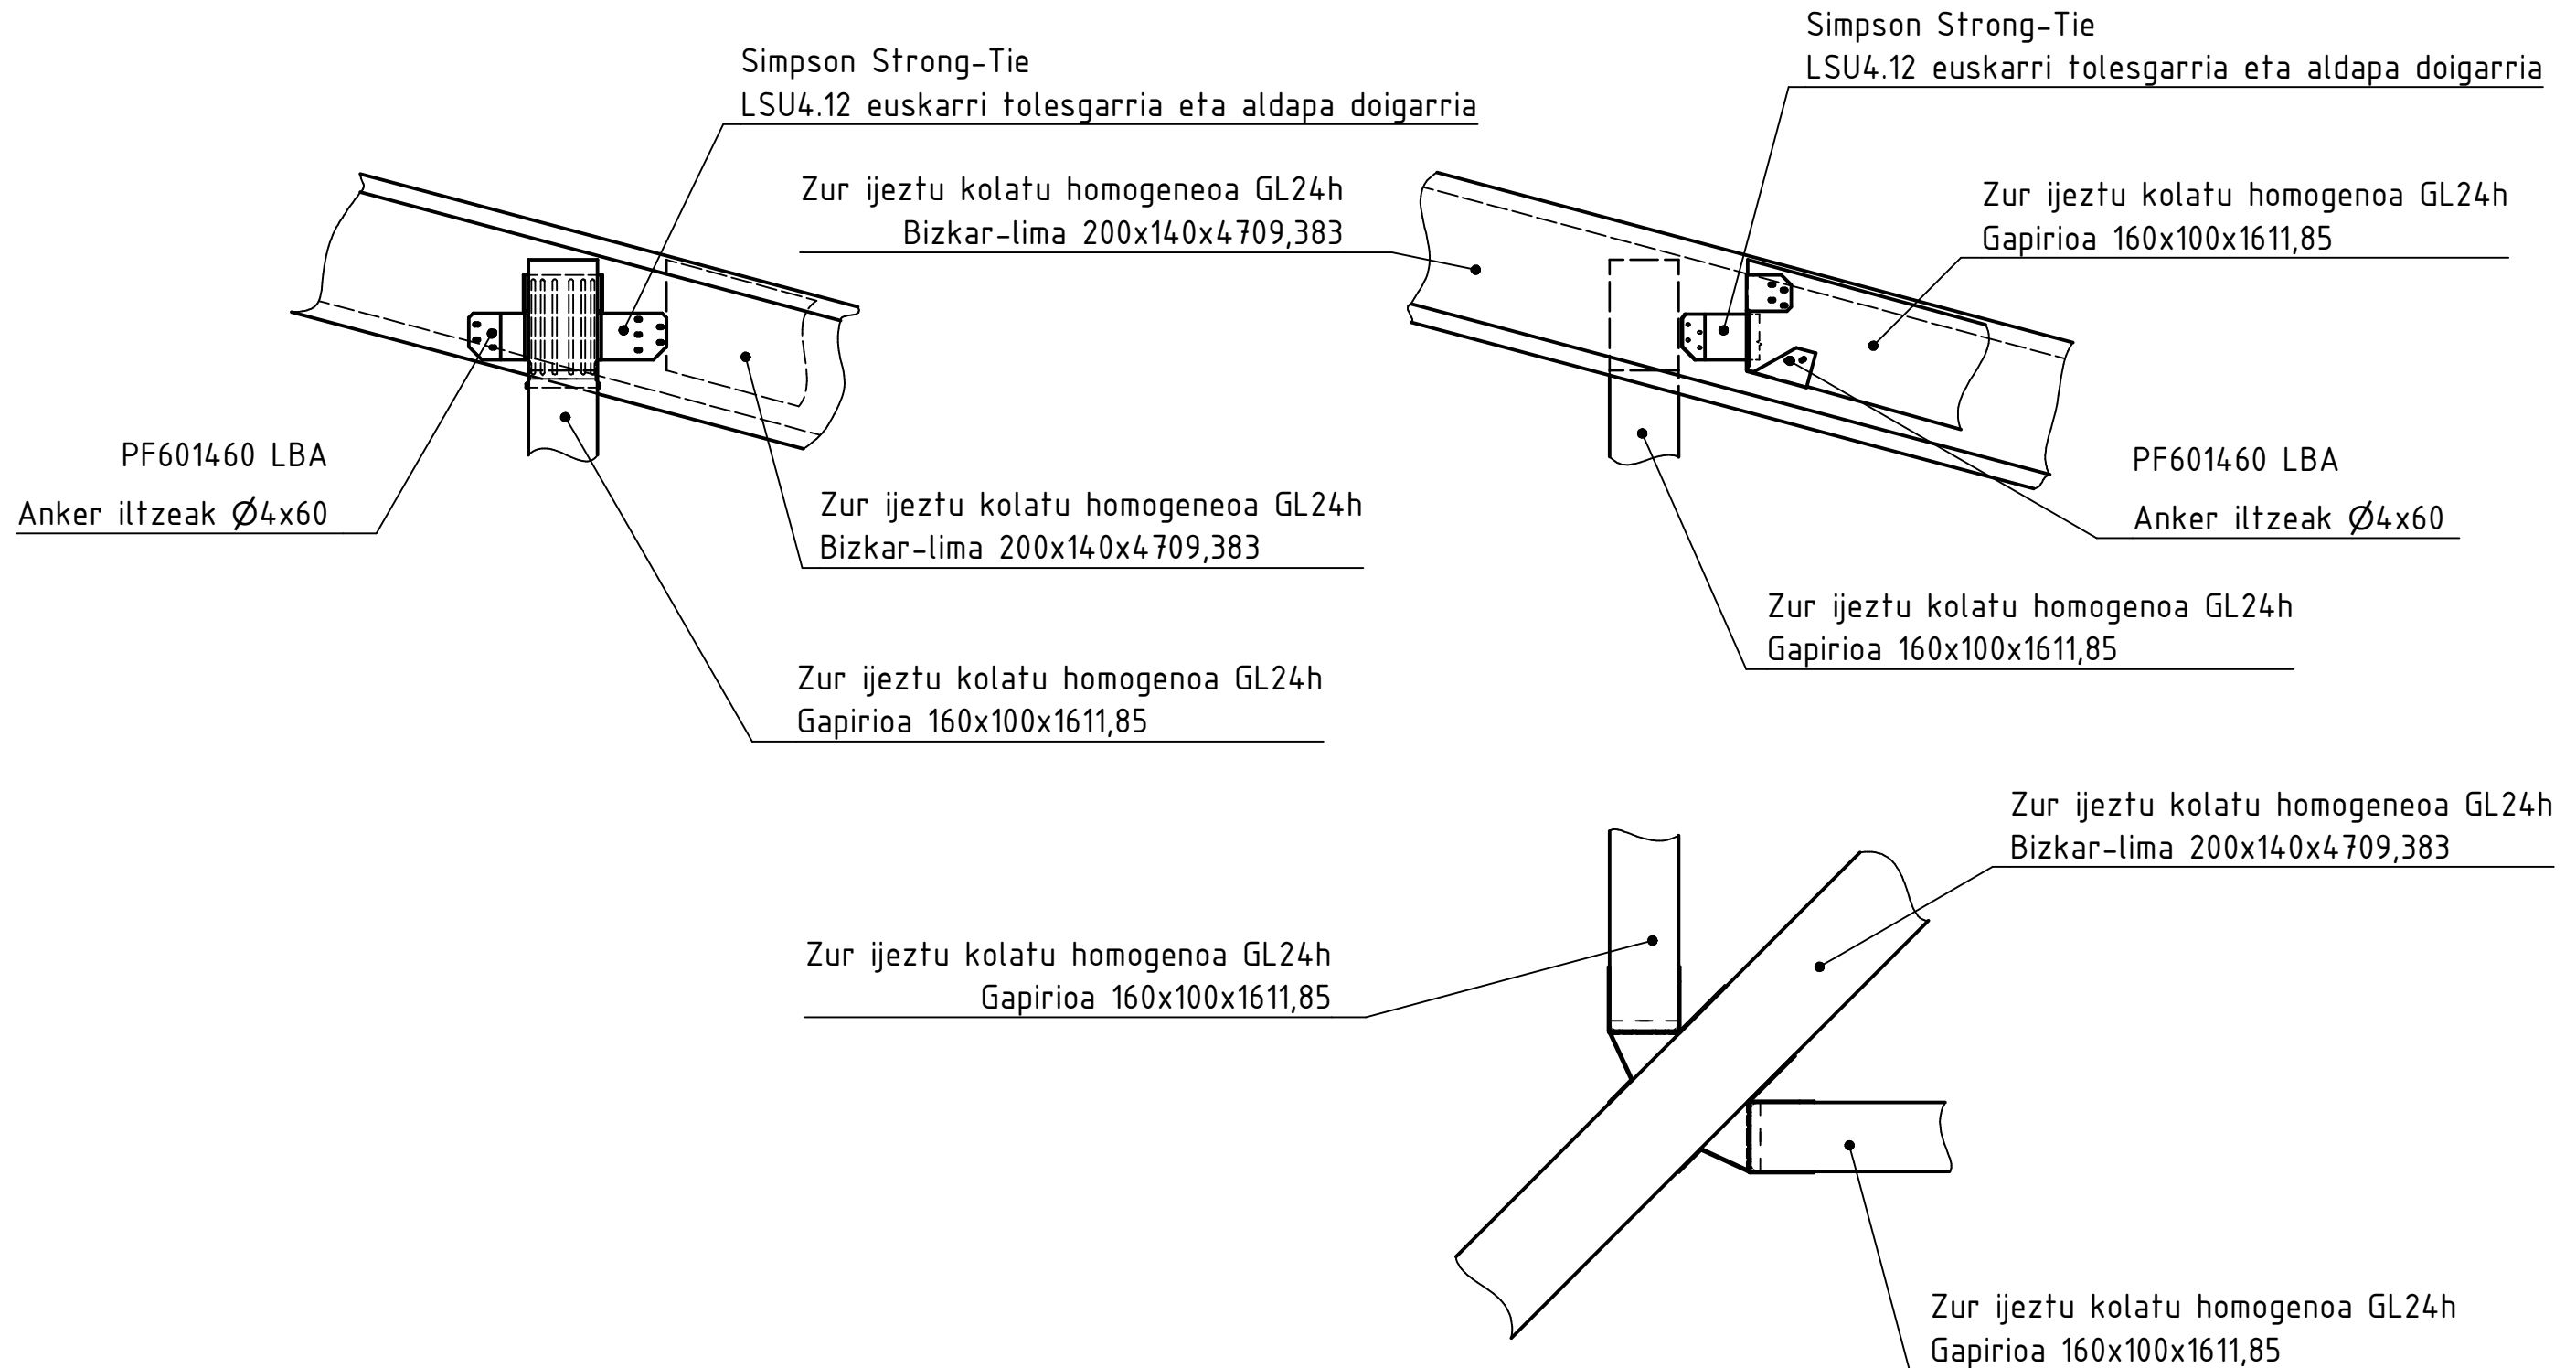 Simpson Strong-Tie
LSU4.12 euskarri tolesgarria eta aldapa doigarria
Zur ijeztu kolatu homogeneoa GL24h
Bizkar-lima 200x140x4709,383
PF601460 LBA
Anker iltzeak Ø4x60
Zur ijeztu kolatu homogeneoa GL24h
Bizkar-lima 200x140x4709,383
Zur ijeztu kolatu homogenoa GL24h
Gapirioa 160x100x1611,85
Simpson Strong-Tie
LSU4.12 euskarri tolesgarria eta aldapa doigarria
Zur ijeztu kolatu homogenoa GL24h
Gapirioa 160x100x1611,85
PF601460 LBA
Anker iltzeak Ø4x60
Zur ijeztu kolatu homogenoa GL24h
Gapirioa 160x100x1611,85
Zur ijeztu kolatu homogeneoa GL24h
Bizkar-lima 200x140x4709,383
Zur ijeztu kolatu homogenoa GL24h
Gapirioa 160x100x1611,85
Zur ijeztu kolatu homogenoa GL24h
Gapirioa 160x100x1611,85